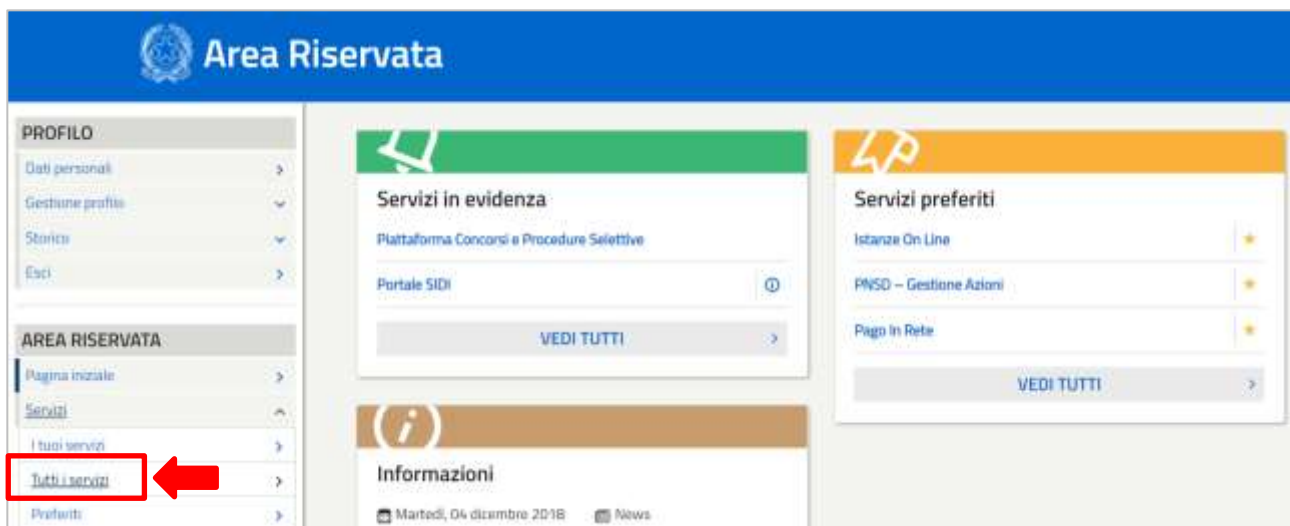 Area Riservata
PROFILO
Dati personali
Gestione profilo
Storico
Esci
AREA RISERVATA
Pagina iniziale
Servizi
I tuoi servizi
Tutti i servizi
Preferiti
Servizi in evidenza
Piattaforma Concorsi e Procedure Selettive
Portale SIDI
VEDI TUTTI
Informazioni
Martedì, 04 dicembre 2018 News
Servizi preferiti
Istanze On Line
PNSD – Gestione Azioni
Pago In Rete
VEDI TUTTI